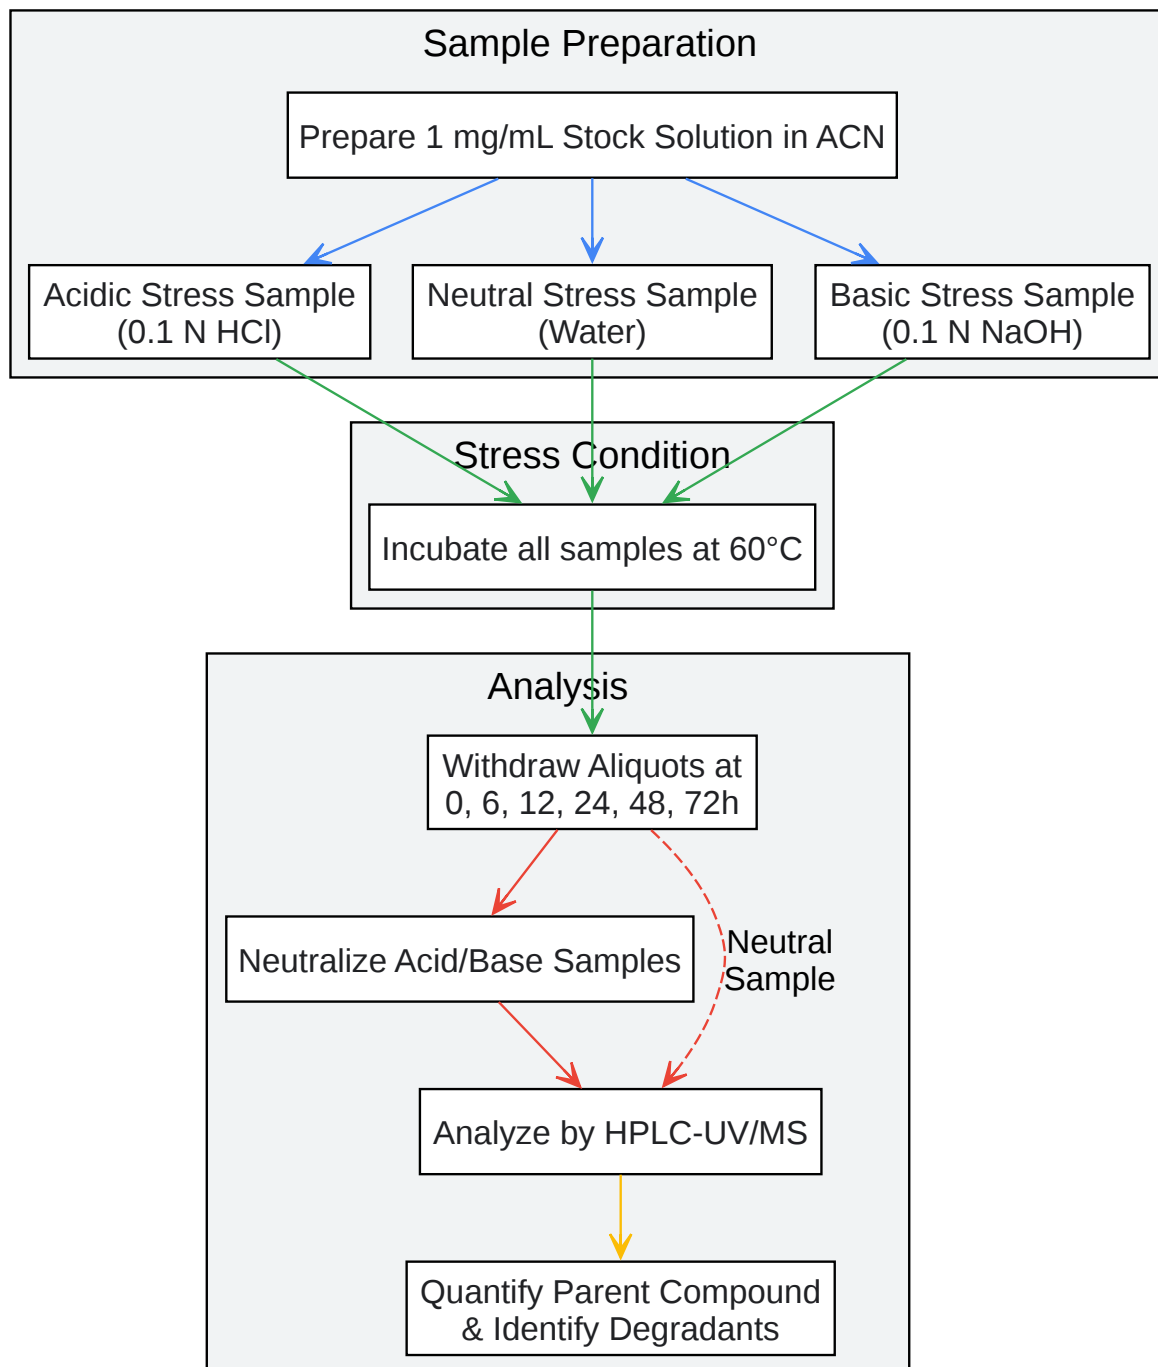 Sample Preparation
Prepare 1 mg/mL Stock Solution in ACN
Acidic Stress Sample
(0.1 N HCl)
Neutral Stress Sample
(Water)
Basic Stress Sample
(0.1 N NaOH)
Stress Condition
Incubate all samples at 60°C
Analysis
Withdraw Aliquots at
0, 6, 12, 24, 48, 72h
Neutralize Acid/Base Samples
Neutral
Sample
Analyze by HPLC-UV/MS
Quantify Parent Compound
& Identify Degradants